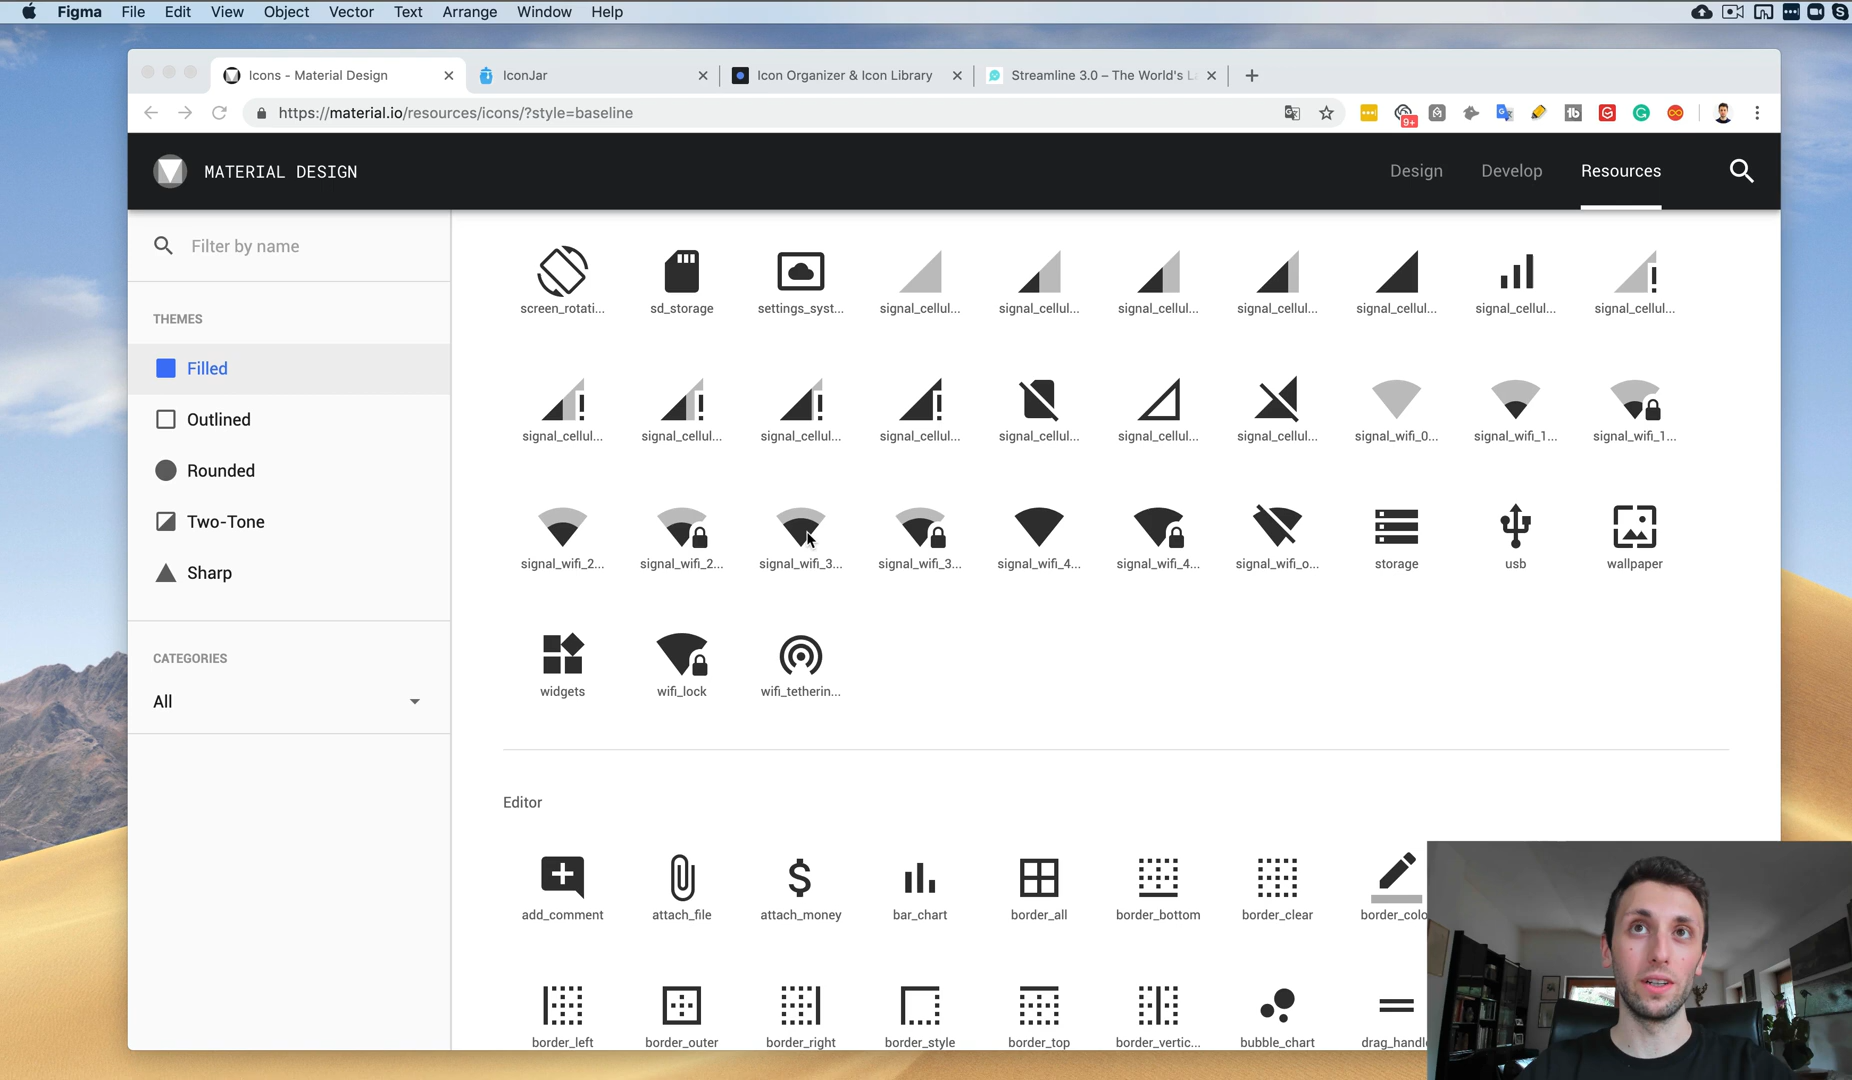 Figma File Edit View Object Vector Text Arrange Window Help
Icons - Material Design IconJar Icon Organizer & Icon Library Streamline 3.0 – The World's L
https://material.io/resources/icons/?style=baseline
9+
MATERIAL DESIGN Design Develop Resources
Filter by name
THEMES
Filled
Outlined
Rounded
Two-Tone
Sharp
CATEGORIES
All
screen_rotati... sd_storage settings_syst... signal_cellul... signal_cellul... signal_cellul... signal_cellul... signal_cellul... signal_cellul... signal_cellul...
signal_cellul... signal_cellul... signal_cellul... signal_cellul... signal_cellul... signal_cellul... signal_cellul... signal_wifi_0... signal_wifi_1... signal_wifi_1...
signal_wifi_2... signal_wifi_2... signal_wifi_3... signal_wifi_3... signal_wifi_4... signal_wifi_4... signal_wifi_o... storage usb wallpaper
widgets wifi_lock wifi_tetherin...
Editor
add_comment attach_file attach_money bar_chart border_all border_bottom border_clear border_colo
border_left border_outer border_right border_style border_top border_vertic... bubble_chart drag_handl